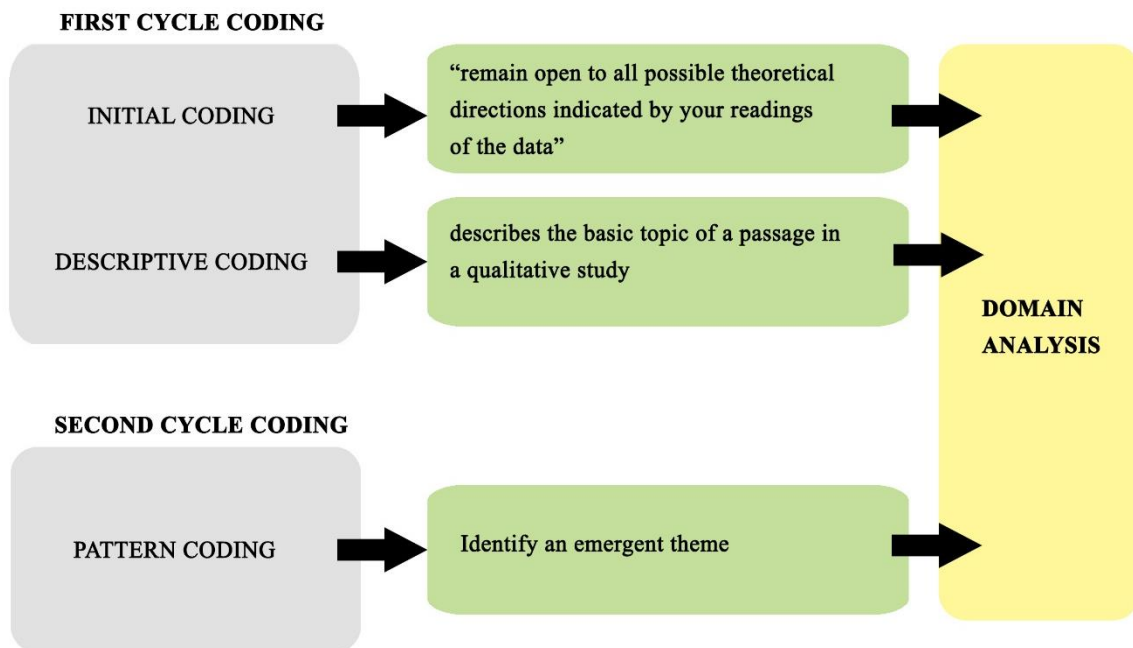 FIRST CYCLE CODING
INITIAL CODING
“remain open to all possible theoretical
directions indicated by your readings
of the data”
DESCRIPTIVE CODING
describes the basic topic of a passage in
a qualitative study
DOMAIN
ANALYSIS
SECOND CYCLE CODING
PATTERN CODING
Identify an emergent theme